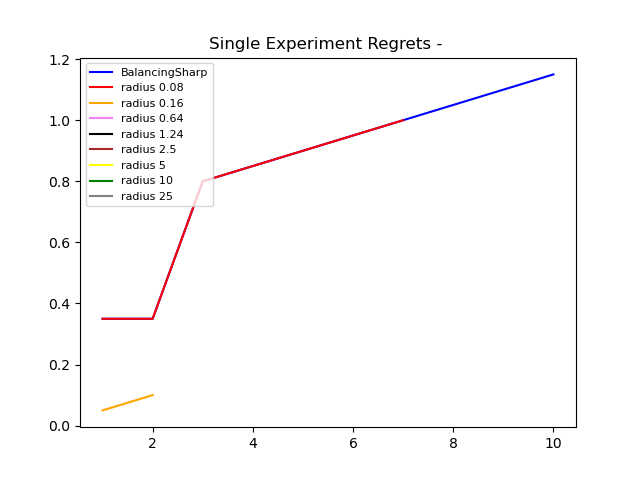 Single Experiment Regrets -
BalancingSharp
radius 0.08
radius 0.16
radius 0.64
radius 1.24
radius 2.5
radius 5
radius 10
radius 25
1.2
1.0
0.8
0.6
0.4
0.2
0.0
2 4 6 8 10